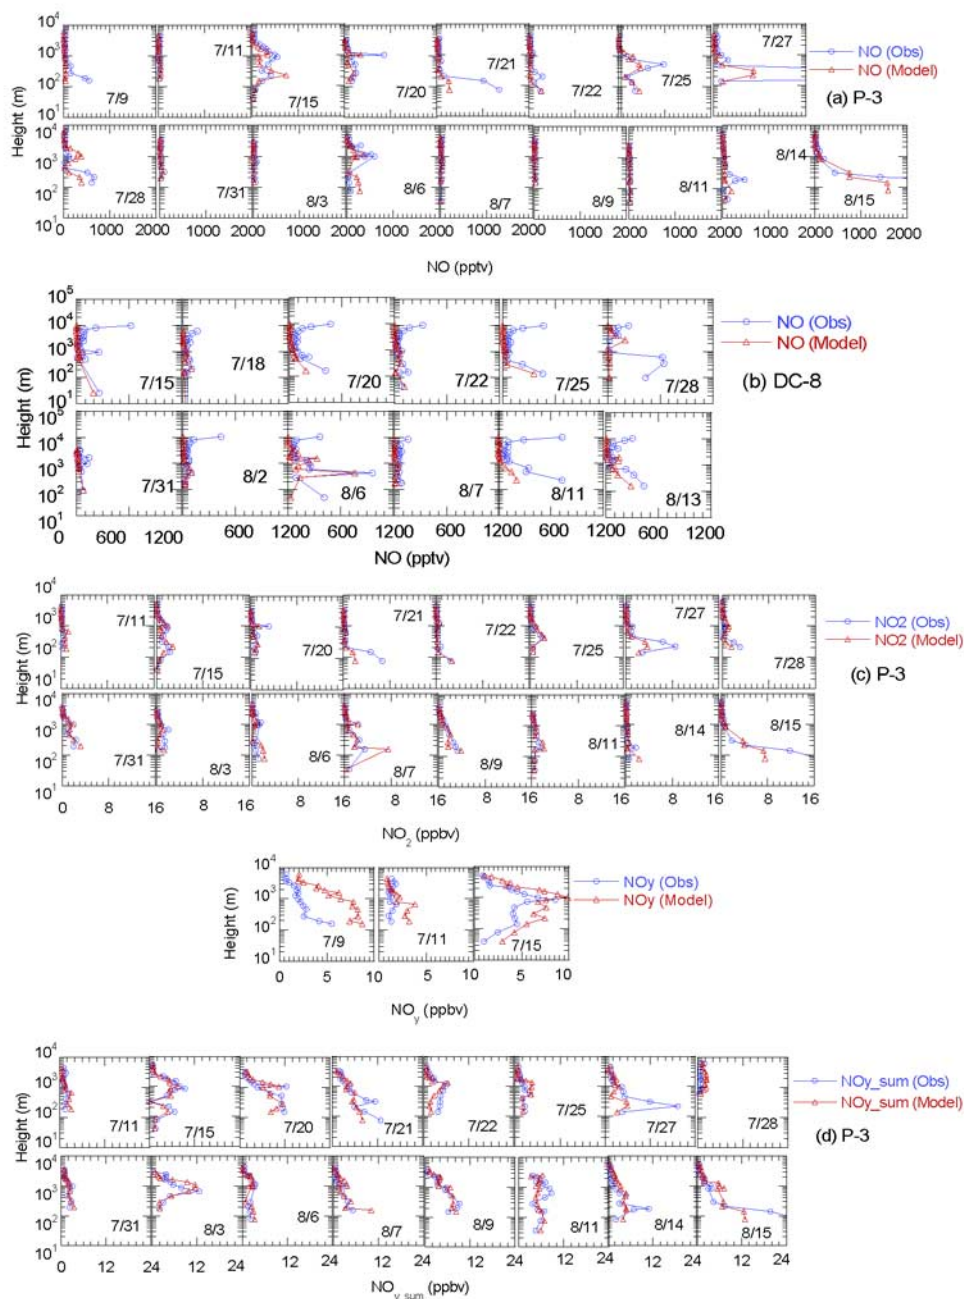 10⁴ 10³ 10² 10¹
Height (m)
7/9 7/11 7/15 7/20 7/21 7/22 7/25 7/27
NO (Obs)
NO (Model)
(a) P-3
10⁴ 10³ 10² 10¹
7/28 7/31 8/3 8/6 8/7 8/9 8/11 8/14 8/15
0 1000 2000 1000 2000 1000 2000 1000 2000 1000 2000 1000 2000 1000 2000 1000 2000 1000 2000
NO (pptv)
10⁵ 10⁴ 10³ 10² 10¹
Height (m)
7/15 7/18 7/20 7/22 7/25 7/28
NO (Obs)
NO (Model)
(b) DC-8
10⁵ 10⁴ 10³ 10² 10¹
7/31 8/2 8/6 8/7 8/11 8/13
0 600 1200 600 1200 600 1200 600 1200 600 1200 600 1200
NO (pptv)
10⁴ 10³ 10² 10¹
Height (m)
7/11 7/15 7/20 7/21 7/22 7/25 7/27 7/28
NO2 (Obs)
NO2 (Model)
(c) P-3
10⁴ 10³ 10² 10¹
7/31 8/3 8/6 8/7 8/9 8/11 8/14 8/15
0 8 16 8 16 8 16 8 16 8 16 8 16 8 16 8 16
NO₂ (ppbv)
10⁴ 10³ 10² 10¹
Height (m)
7/9 7/11 7/15
NOy (Obs)
NOy (Model)
0 5 10 5 10 5 10
NOy (ppbv)
10⁴ 10³ 10² 10¹
Height (m)
7/11 7/15 7/20 7/21 7/22 7/25 7/27 7/28
NOy_sum (Obs)
NOy_sum (Model)
(d) P-3
10⁴ 10³ 10² 10¹
7/31 8/3 8/6 8/7 8/9 8/11 8/14 8/15
0 12 24 12 24 12 24 12 24 12 24 12 24 12 24 12 24
NOy_sum (ppbv)